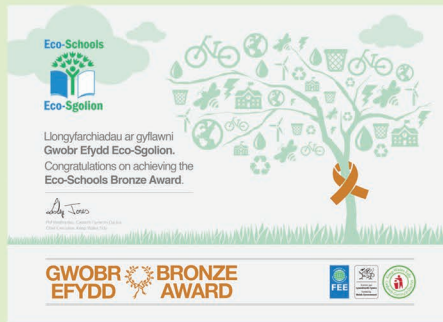 Eco-Schools
Eco-Sgolion
Llongyfarchiadau ar gyflawni
Gwobr Efydd Eco-Sgolion.
Congratulations on achieving the
Eco-Schools Bronze Award.
GWOBR EFYDD
BRONZE AWARD
FEE